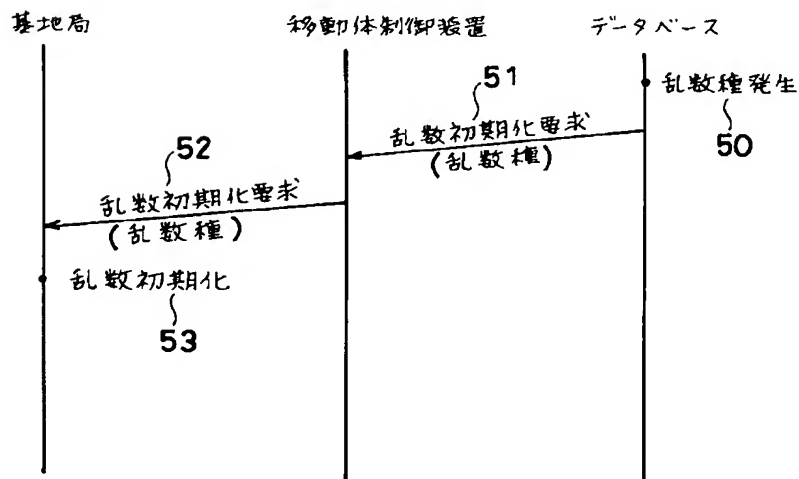 基地局
移動体制御装置
データベース
乱数種発生
50
51
乱数初期化要求
(乱数種)
52
乱数初期化要求
(乱数種)
乱数初期化
53